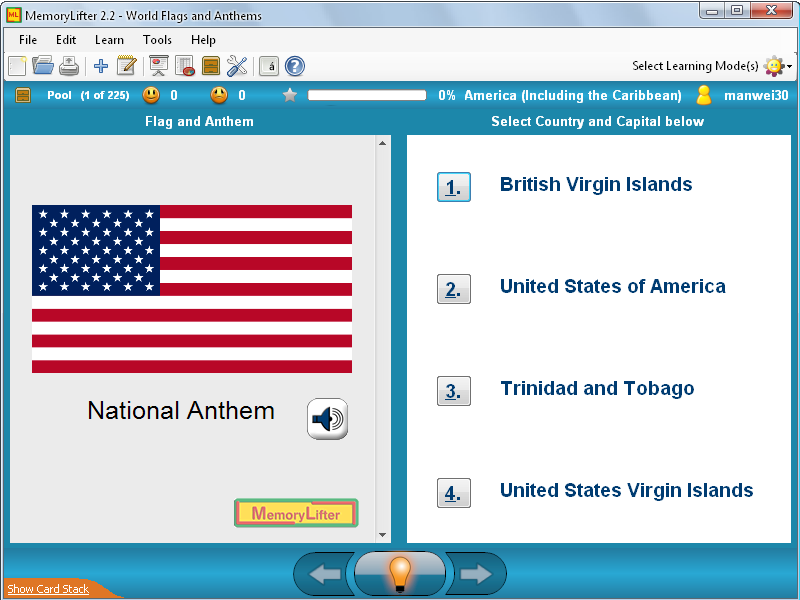 MemoryLifter 2.2 - World Flags and Anthems
File Edit Learn Tools Help
á ? Select Learning Mode(s)
Pool (1 of 225) 0 0 0% America (Including the Caribbean) manwei30
Flag and Anthem
Select Country and Capital below
National Anthem
MemoryLifter
1. British Virgin Islands
2. United States of America
3. Trinidad and Tobago
4. United States Virgin Islands
Show Card Stack